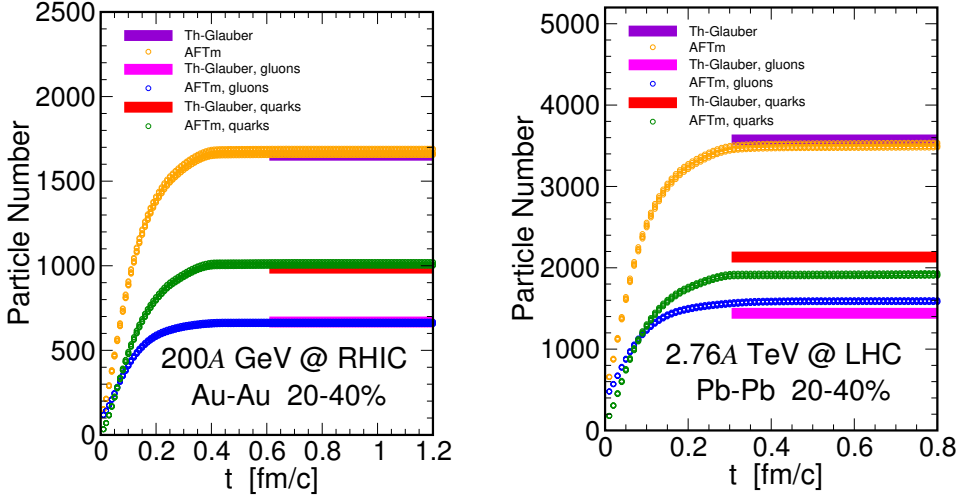 2500
2000
1500
1000
500
0
Particle Number
Th-Glauber
AFTm
Th-Glauber, gluons
AFTm, gluons
Th-Glauber, quarks
AFTm, quarks
200A GeV @ RHIC
Au-Au 20-40%
0 0.2 0.4 0.6 0.8 1 1.2
t [fm/c]
5000
4000
3000
2000
1000
0
Particle Number
Th-Glauber
AFTm
Th-Glauber, gluons
AFTm, gluons
Th-Glauber, quarks
AFTm, quarks
2.76A TeV @ LHC
Pb-Pb 20-40%
0 0.2 0.4 0.6 0.8
t [fm/c]